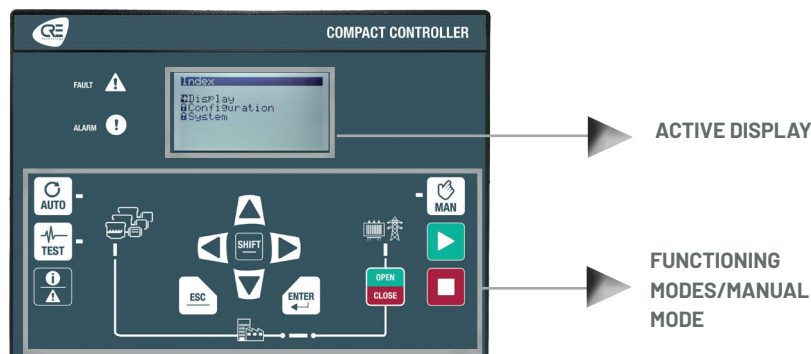 CRE
COMPACT CONTROLLER
FAULT
ALARM
Index
Display
Configuration
System
ACTIVE DISPLAY
AUTO
TEST
SHIFT
ESC
ENTER
MAN
OPEN
CLOSE
FUNCTIONING
MODES/MANUAL
MODE